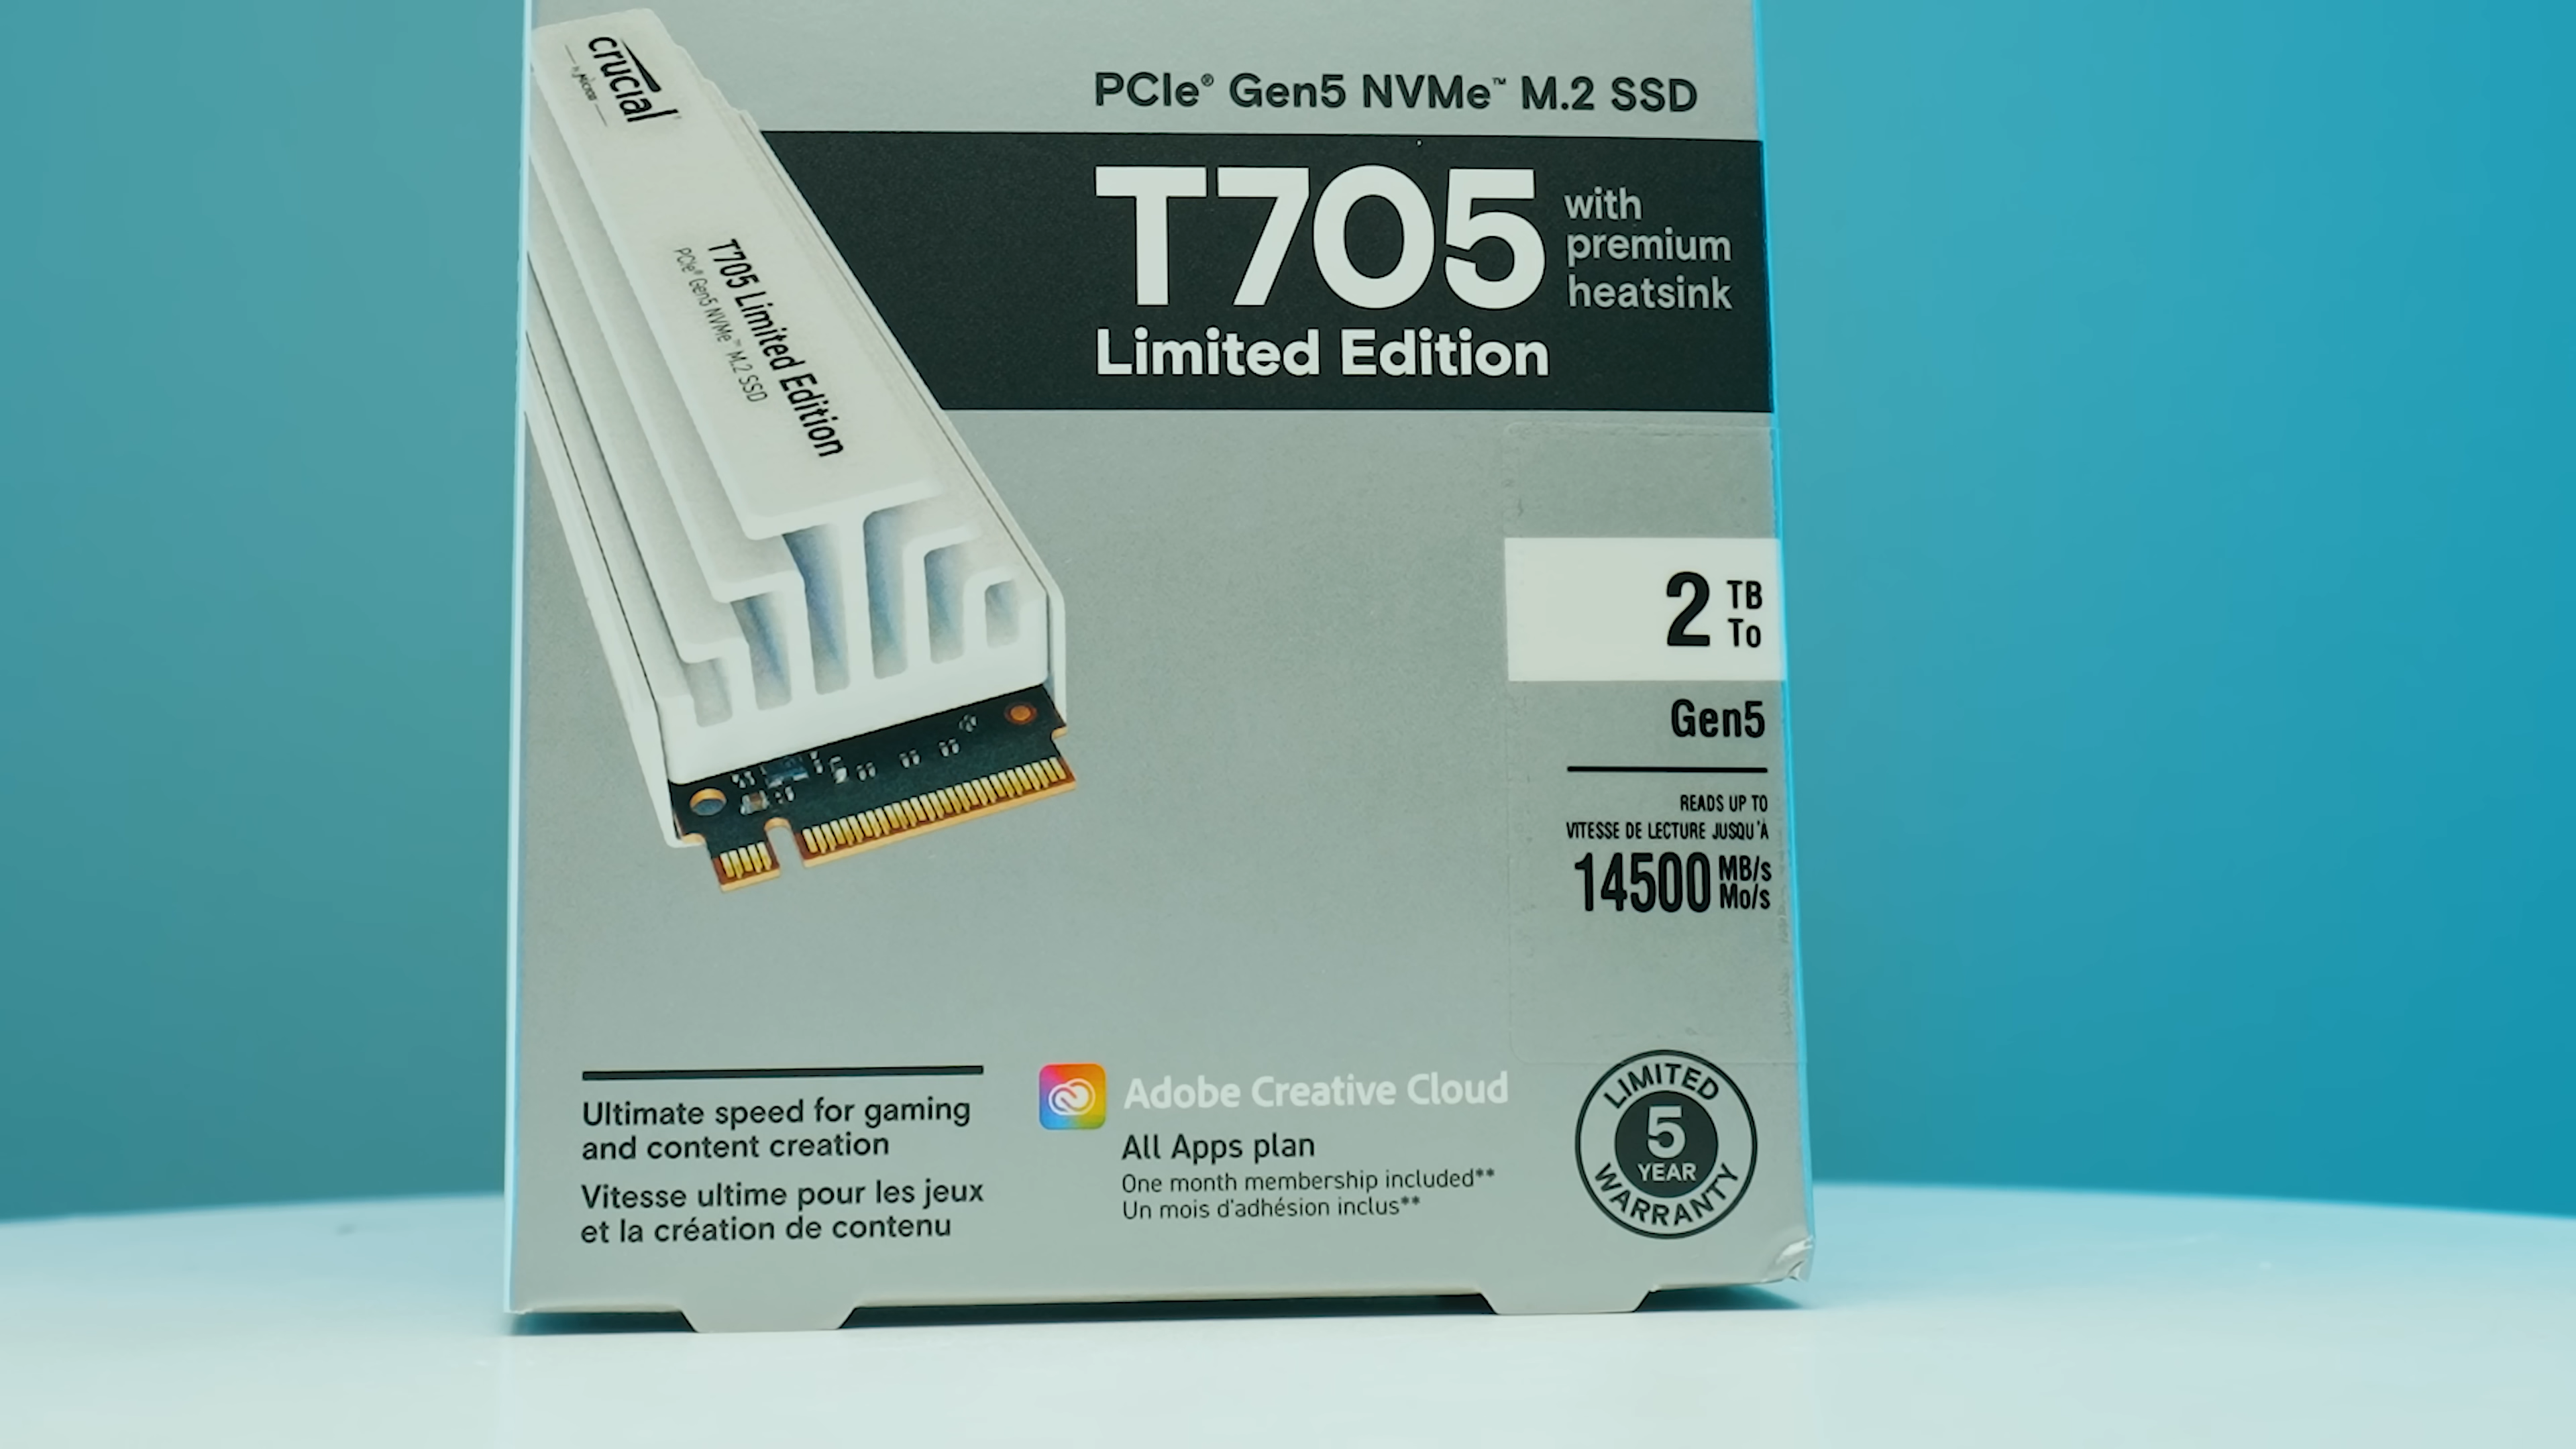 crucial
by Micron
T705 Limited Edition
PCIe® Gen5 NVMe™ M.2 SSD
PCIe® Gen5 NVMe™ M.2 SSD
T705
with
premium
heatsink
Limited Edition
2 TB
To
Gen5
READS UP TO
VITESSE DE LECTURE JUSQU'À
14500 MB/s
Mo/s
Ultimate speed for gaming
and content creation
Vitesse ultime pour les jeux
et la création de contenu
Adobe Creative Cloud
All Apps plan
One month membership included**
Un mois d'adhésion inclus**
LIMITED
5
YEAR
WARRANTY